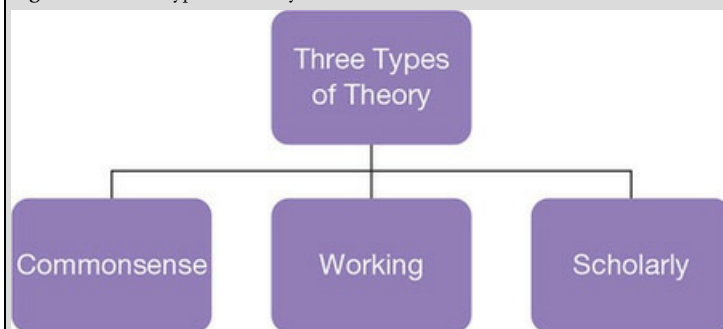 Three Types
of Theory
Commonsense
Working
Scholarly